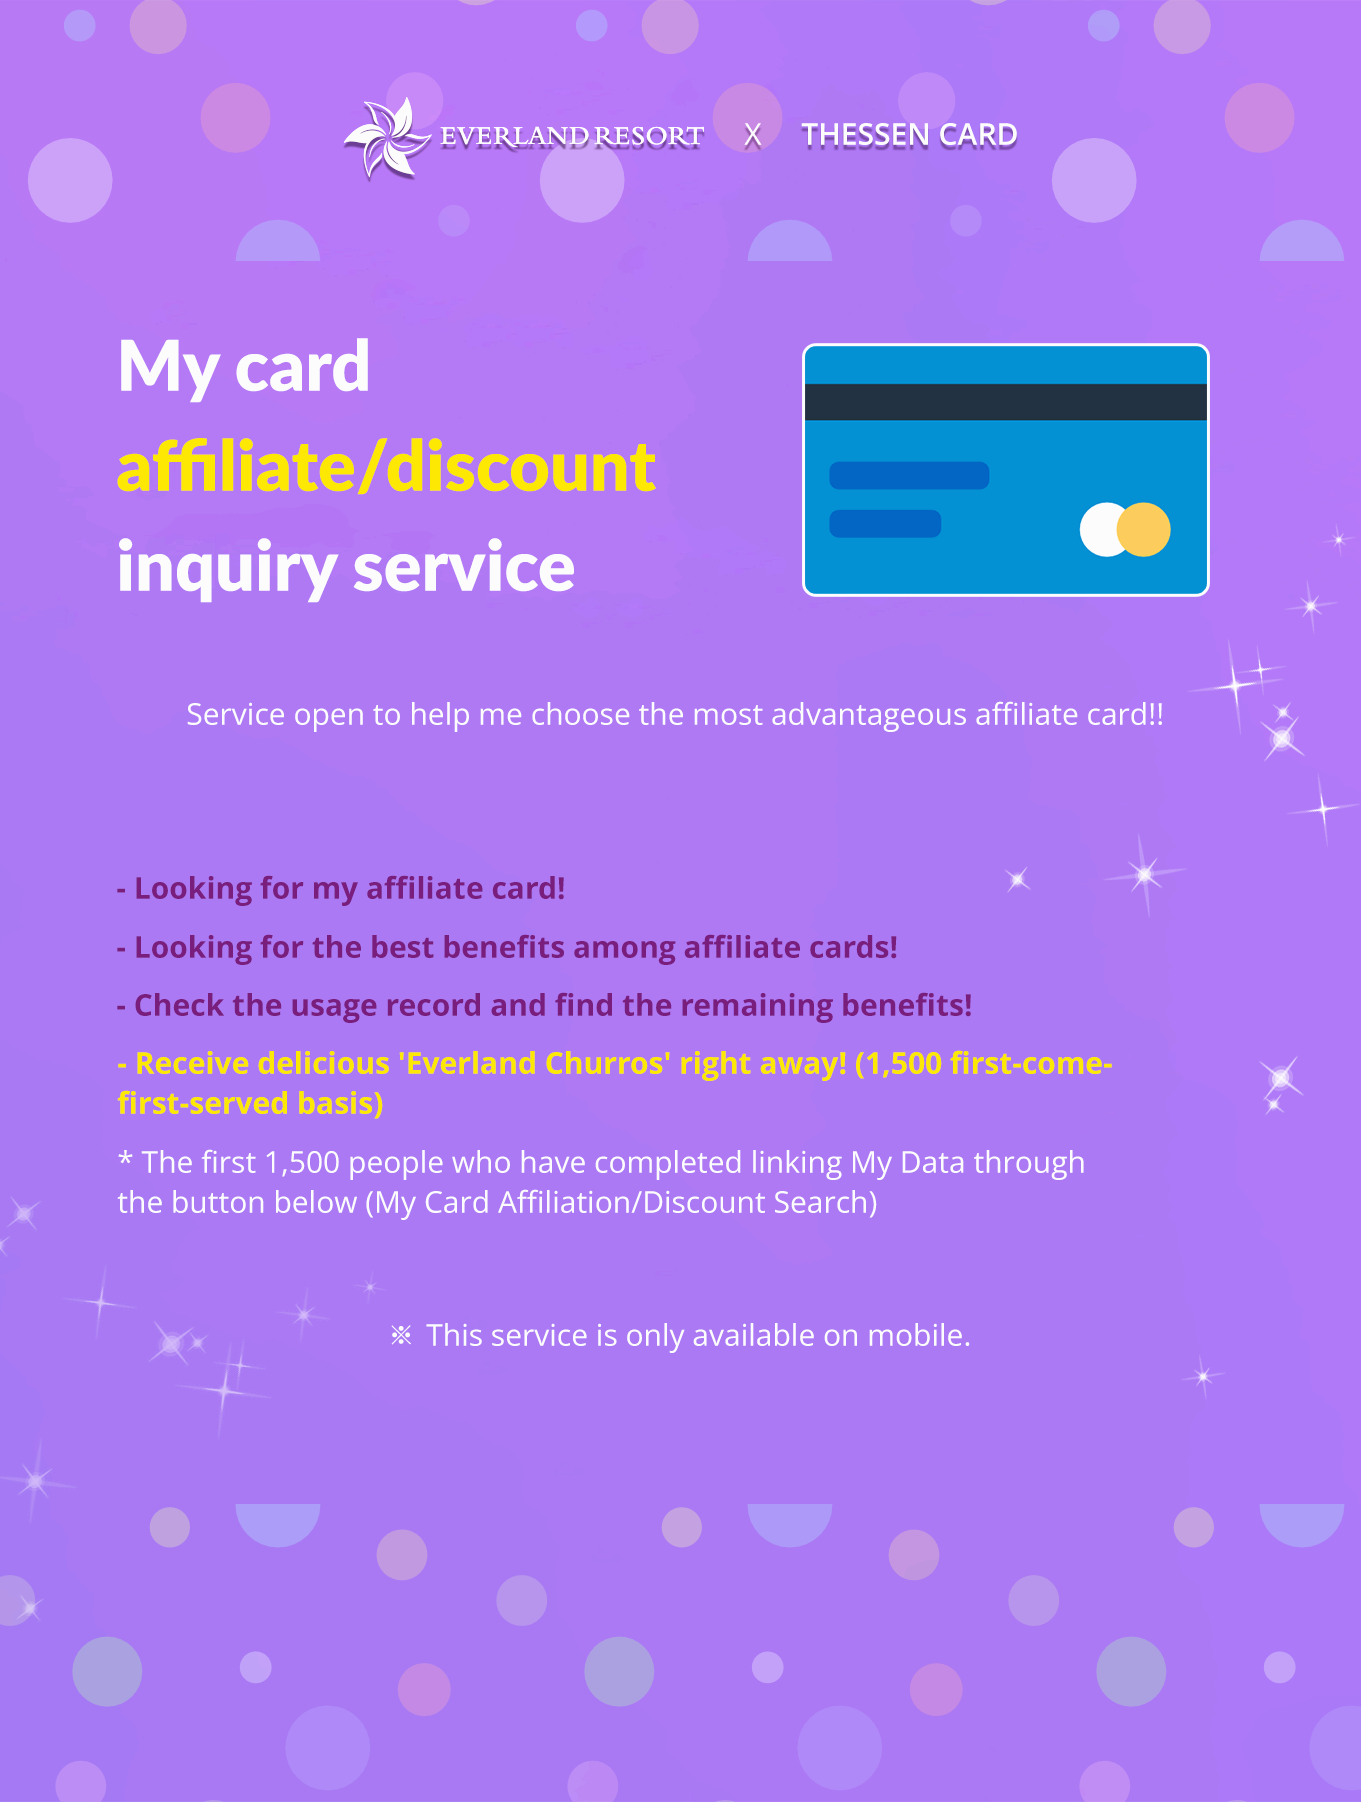 EVERLAND RESORT X THESSEN CARD
My card
affiliate/discount
inquiry service
Service open to help me choose the most advantageous affiliate card!!
- Looking for my affiliate card!
- Looking for the best benefits among affiliate cards!
- Check the usage record and find the remaining benefits!
- Receive delicious 'Everland Churros' right away! (1,500 first-come-
first-served basis)
* The first 1,500 people who have completed linking My Data through
the button below (My Card Affiliation/Discount Search)
※ This service is only available on mobile.